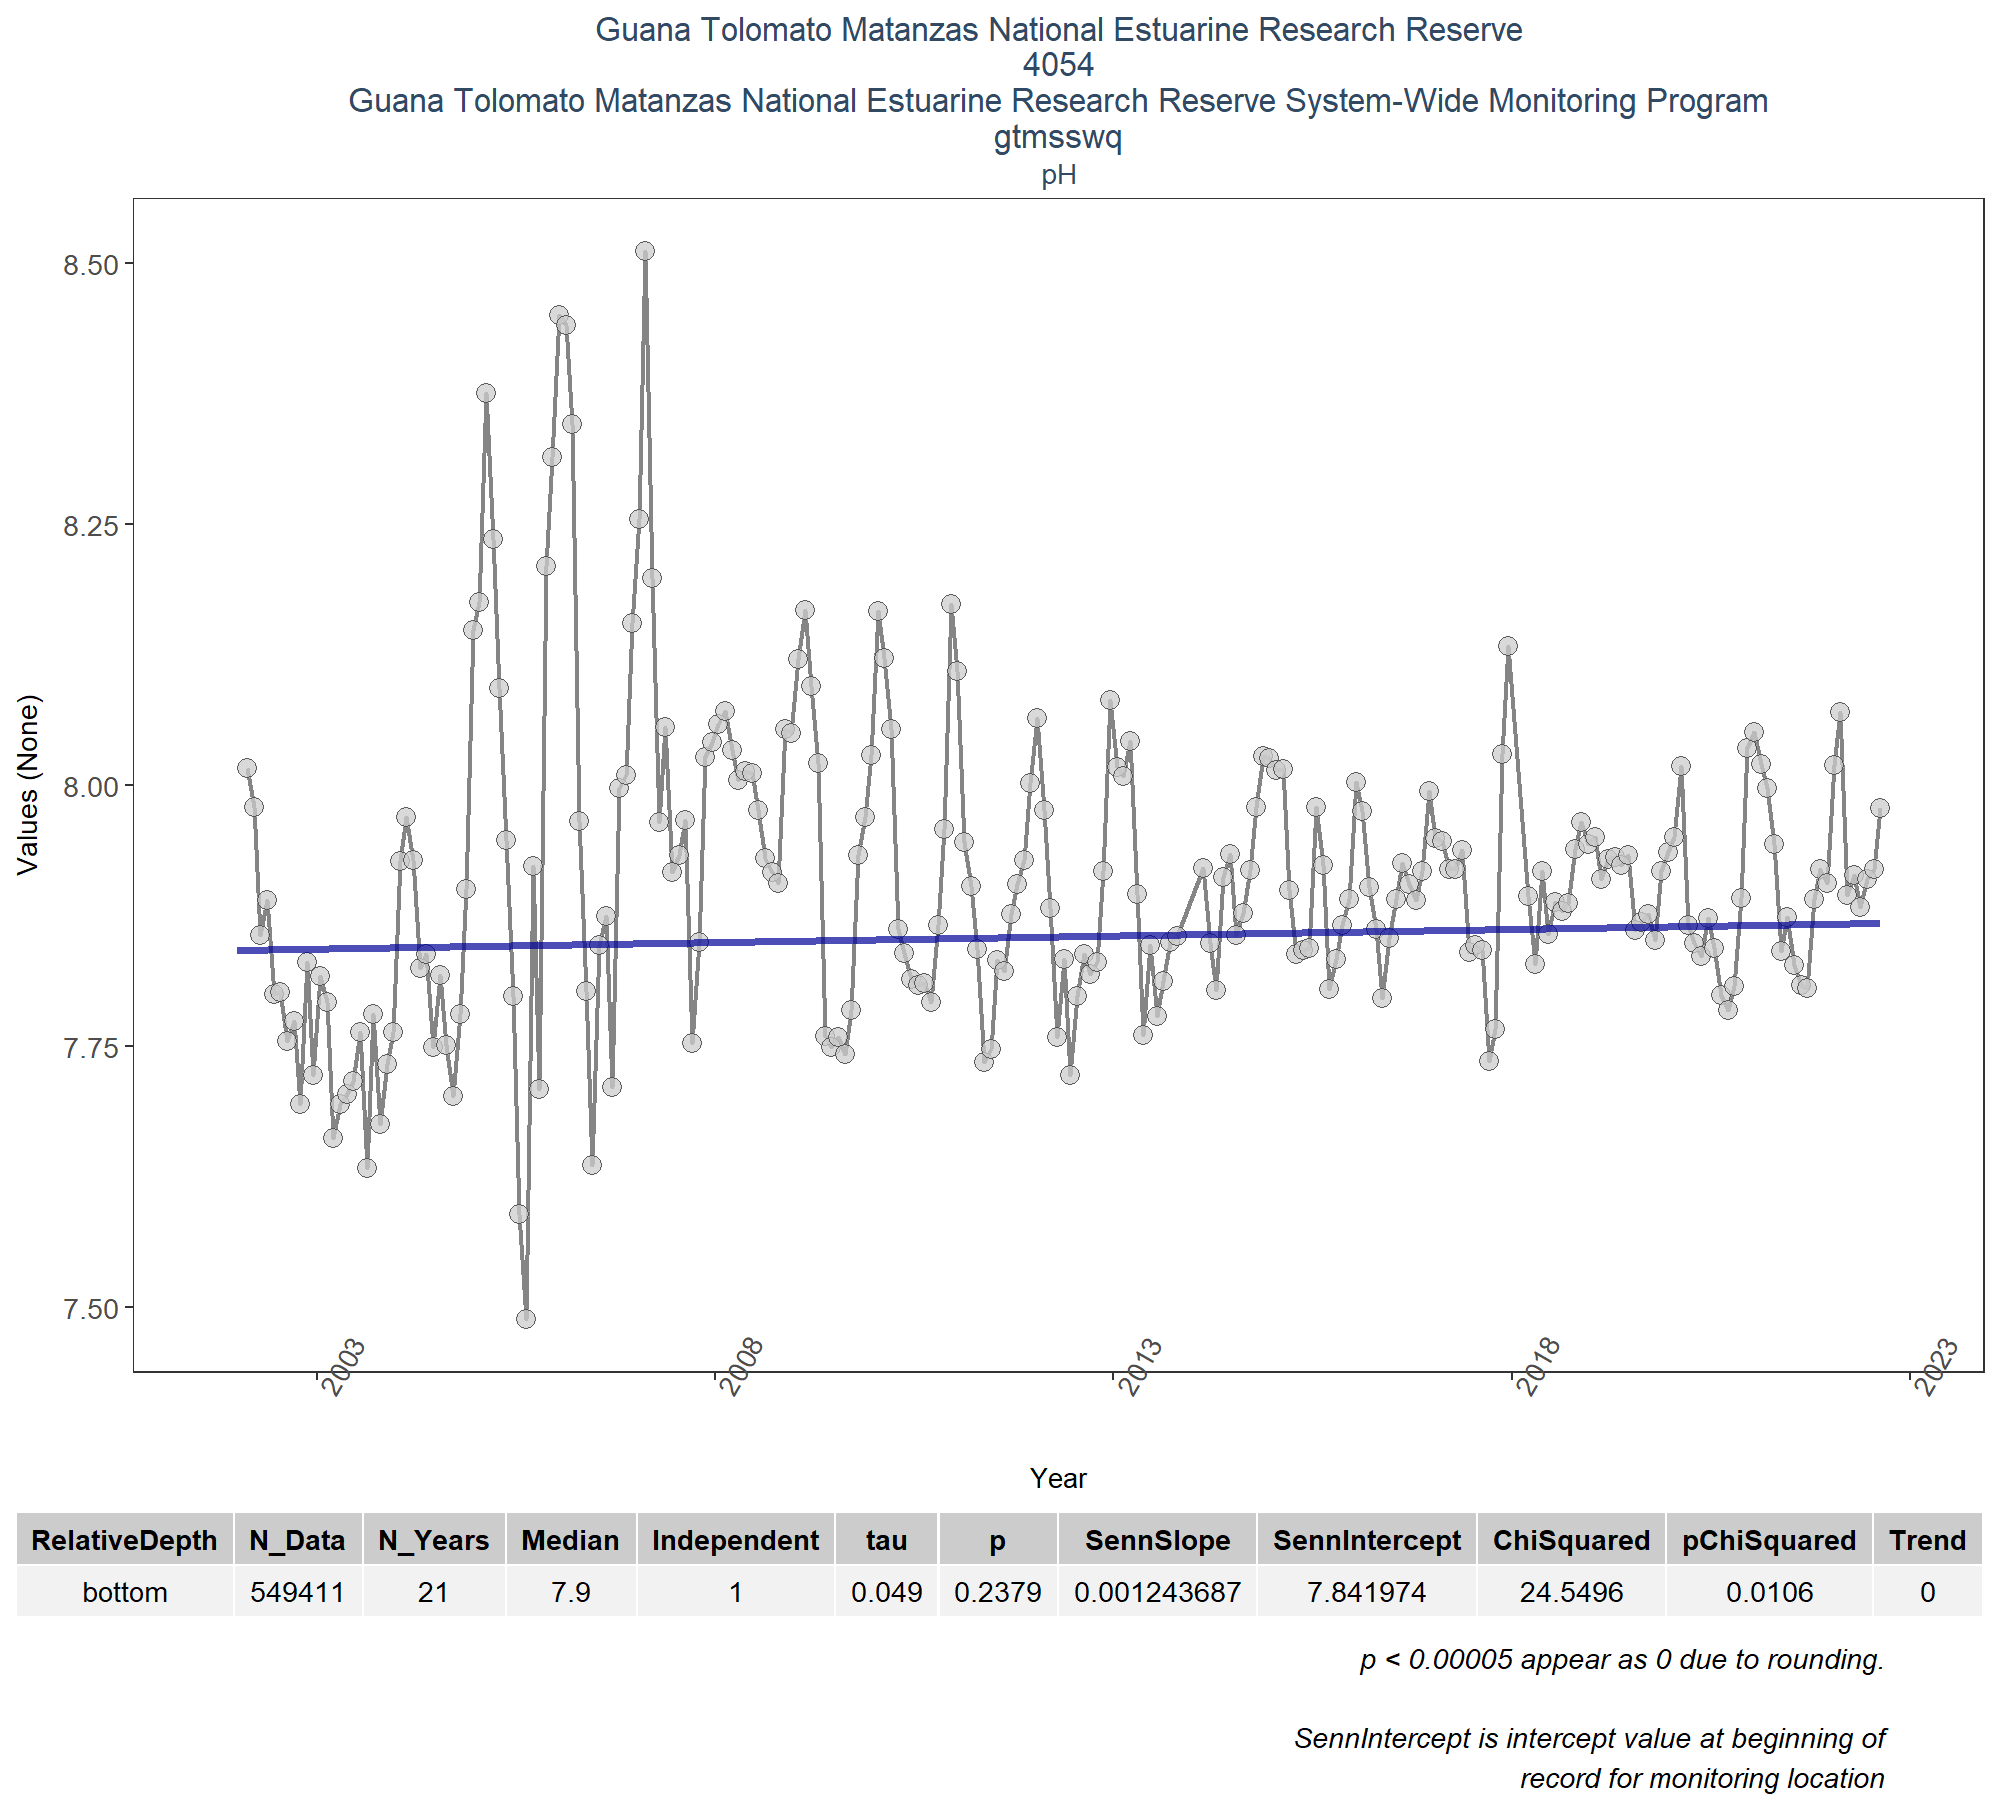 Guana Tolomato Matanzas National Estuarine Research Reserve
4054
Guana Tolomato Matanzas National Estuarine Research Reserve System-Wide Monitoring Program
gtmsswq
pH
Values (None)
8.50
8.25
8.00
7.75
7.50
2003 2008 2013 2018 2023
Year
RelativeDepth N_Data N_Years Median Independent tau p SennSlope SennIntercept ChiSquared pChiSquared Trend
bottom 549411 21 7.9 1 0.049 0.2379 0.001243687 7.841974 24.5496 0.0106 0
p < 0.00005 appear as 0 due to rounding.
SennIntercept is intercept value at beginning of
record for monitoring location